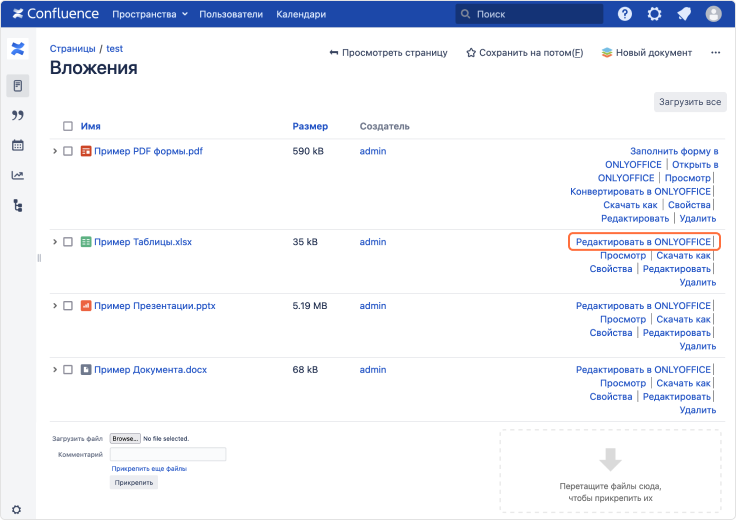 Confluence Пространства Пользователи Календари Поиск
Страницы / test
Просмотреть страницу Сохранить на потом(F) Новый документ ...
Вложения
Загрузить все
Имя Размер Создатель
Пример PDF формы.pdf 590 kB admin Заполнить форму в
ONLYOFFICE | Открыть в
ONLYOFFICE | Просмотр |
Конвертировать в ONLYOFFICE |
Скачать как | Свойства |
Редактировать | Удалить
Пример Таблицы.xlsx 35 kB admin Редактировать в ONLYOFFICE |
Просмотр | Скачать как |
Свойства | Редактировать |
Удалить
Пример Презентации.pptx 5.19 MB admin Редактировать в ONLYOFFICE |
Просмотр | Скачать как |
Свойства | Редактировать |
Удалить
Пример Документа.docx 68 kB admin Редактировать в ONLYOFFICE |
Просмотр | Скачать как |
Свойства | Редактировать |
Удалить
Загрузить файл Browse... No file selected.
Комментарий
Прикрепить еще файлы
Прикрепить
Перетащите файлы сюда,
чтобы прикрепить их